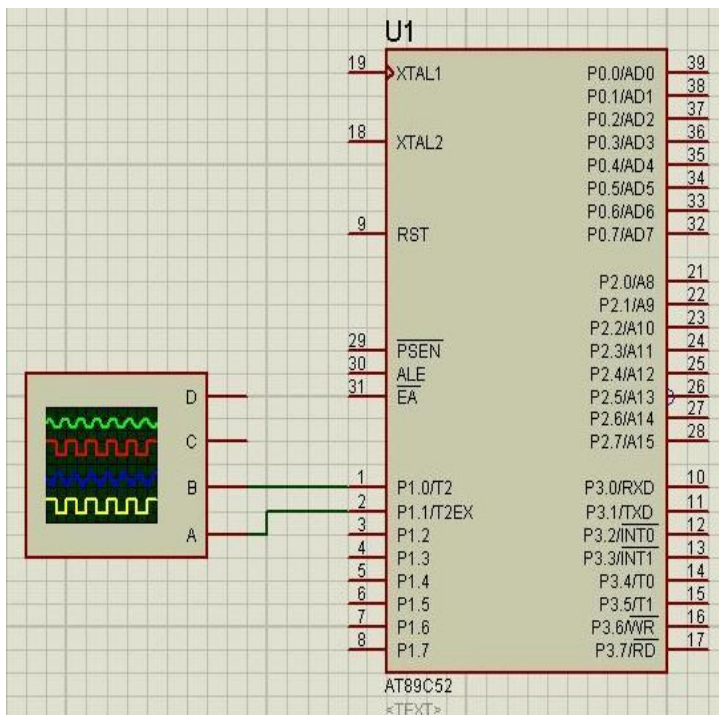 U1
19 XTAL1 P0.0/AD0 39
P0.1/AD1 38
P0.2/AD2 37
18 XTAL2 P0.3/AD3 36
P0.4/AD4 35
P0.5/AD5 34
P0.6/AD6 33
9 RST P0.7/AD7 32
P2.0/A8 21
P2.1/A9 22
P2.2/A10 23
29 PSEN P2.3/A11 24
30 ALE P2.4/A12 25
31 EA P2.5/A13 26
P2.6/A14 27
P2.7/A15 28
D
C
B
A
1 P1.0/T2 P3.0/RXD 10
2 P1.1/T2EX P3.1/TXD 11
3 P1.2 P3.2/INT0 12
4 P1.3 P3.3/INT1 13
5 P1.4 P3.4/T0 14
6 P1.5 P3.5/T1 15
7 P1.6 P3.6/WR 16
8 P1.7 P3.7/RD 17
AT89C52
<TEXT>